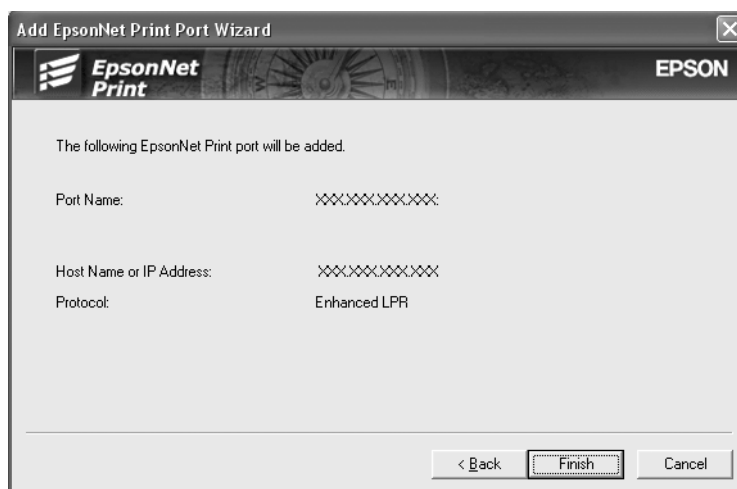 Add EpsonNet Print Port Wizard
EpsonNet
Print
EPSON
The following EpsonNet Print port will be added.
Port Name: XXX.XXX.XXX.XXX:
Host Name or IP Address: XXX.XXX.XXX.XXX
Protocol: Enhanced LPR
< Back Finish Cancel